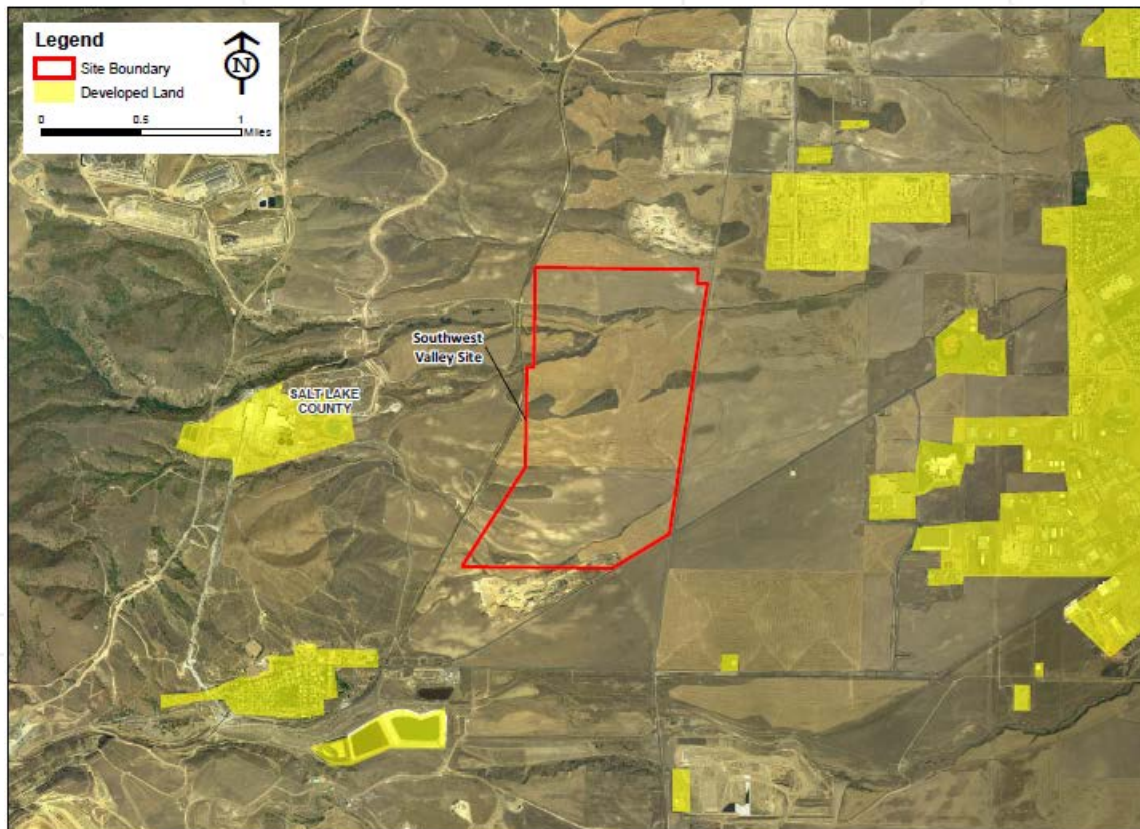 Legend
Site Boundary
Developed Land
N
0 0.5 1
Miles
Southwest
Valley Site
SALT LAKE
COUNTY